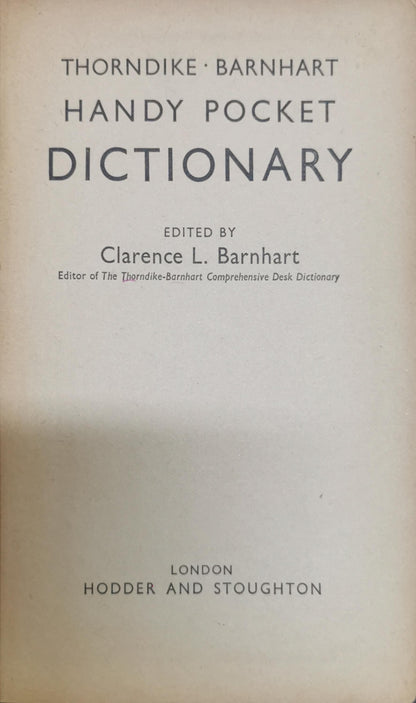 THORNDIKE · BARNHART
HANDY POCKET
DICTIONARY
EDITED BY
Clarence L. Barnhart
Editor of The Thorndike-Barnhart Comprehensive Desk Dictionary
LONDON
HODDER AND STOUGHTON